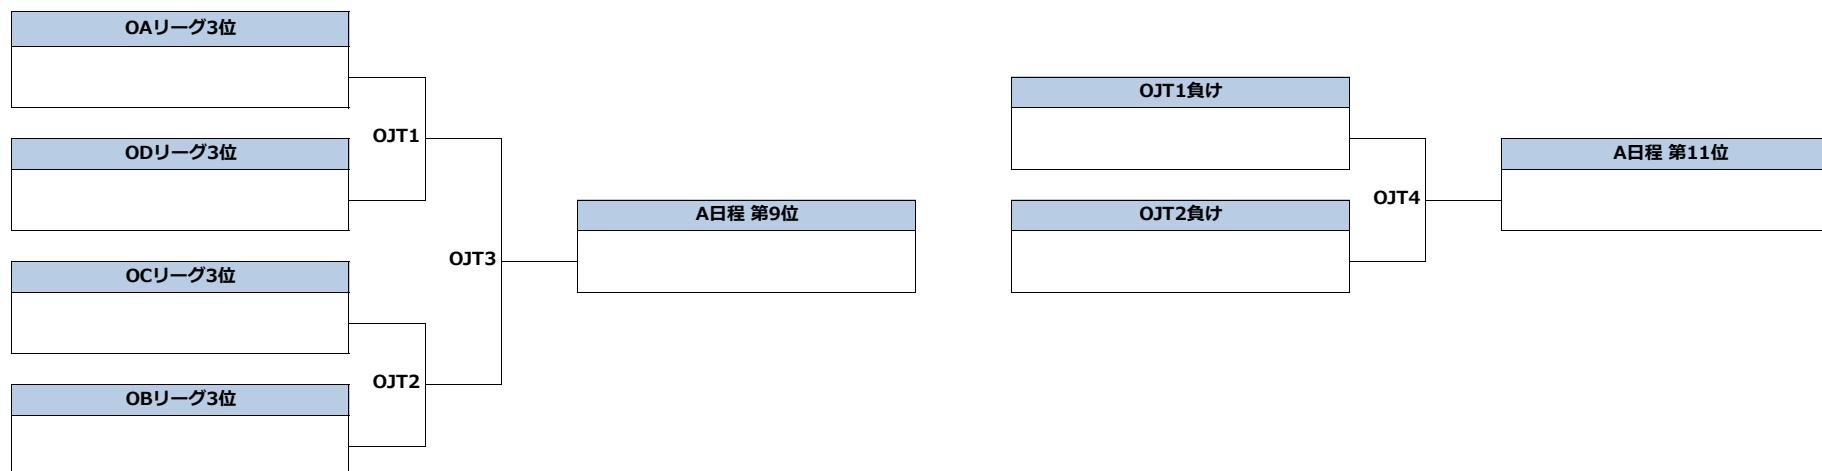 OAリーグ3位
OJT1
ODリーグ3位
OJT3
OCリーグ3位
OJT2
OBリーグ3位
A日程 第9位
OJT1負け
OJT4
OJT2負け
A日程 第11位